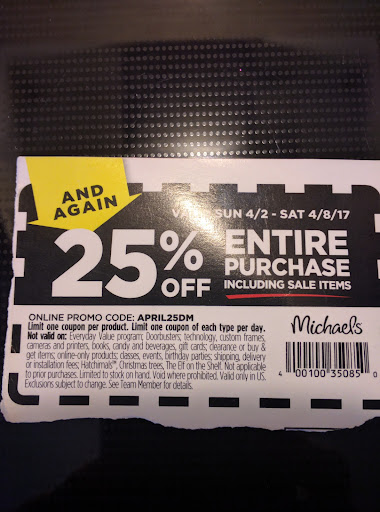 AND
AGAIN
SUN 4/2 - SAT 4/8/17
25% OFF
ENTIRE
PURCHASE
INCLUDING SALE ITEMS
ONLINE PROMO CODE: APRIL25DM
Limit one coupon per product. Limit one coupon of each type per day.
Not valid on: Everyday Value program; Doorbusters; technology, custom frames,
cameras and printers, books, candy and beverages, gift cards; clearance or buy &
get items; online-only products; classes, events, birthday parties; shipping, delivery
or installation fees; Hatchimals™, Christmas trees, The Elf on the Shelf. Not applicable
to prior purchases. Limited to stock on hand. Void where prohibited. Valid only in US.
Exclusions subject to change. See Team Member for details.
Michaels
4 00100 35085 0